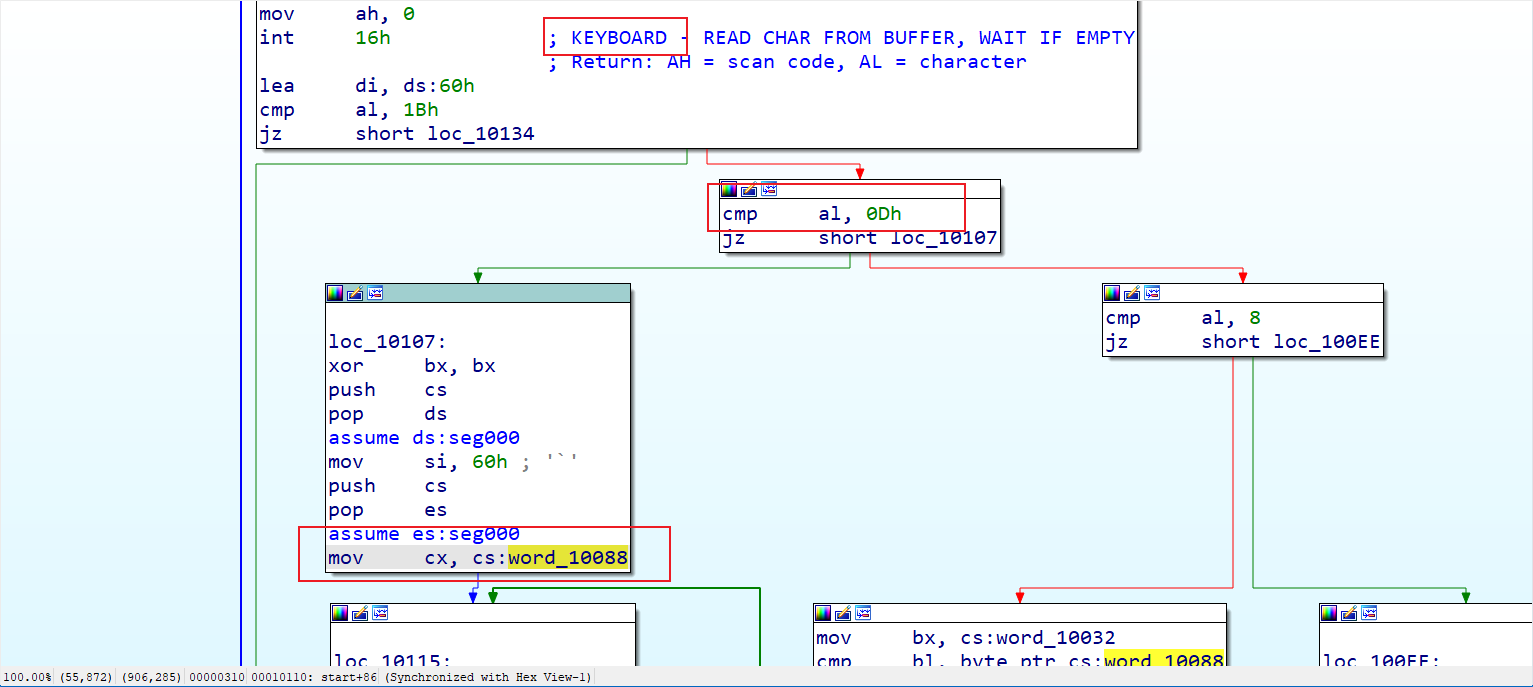 mov ah, 0
int 16h ; KEYBOARD - READ CHAR FROM BUFFER, WAIT IF EMPTY
; Return: AH = scan code, AL = character
lea di, ds:60h
cmp al, 1Bh
jz short loc_10134
cmp al, 0Dh
jz short loc_10107
loc_10107:
xor bx, bx
push cs
pop ds
assume ds:seg000
mov si, 60h ; '`'
push cs
pop es
assume es:seg000
mov cx, cs:word_10088
cmp al, 8
jz short loc_100EE
loc_10115:
mov bx, cs:word_10032
cmp bl, byte ptr cs:word_10088
loc_100EE:
100.00% (55,872) (906,285) 00000310 00010110: start+86 (Synchronized with Hex View-1)